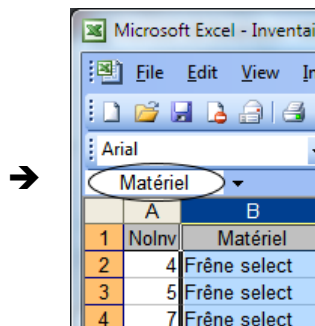 Microsoft Excel - Inventai
File Edit View In
Arial
Matériel
A B
1 NoInv Matériel
2 4 Frêne select
3 5 Frêne select
4 7 Frêne select